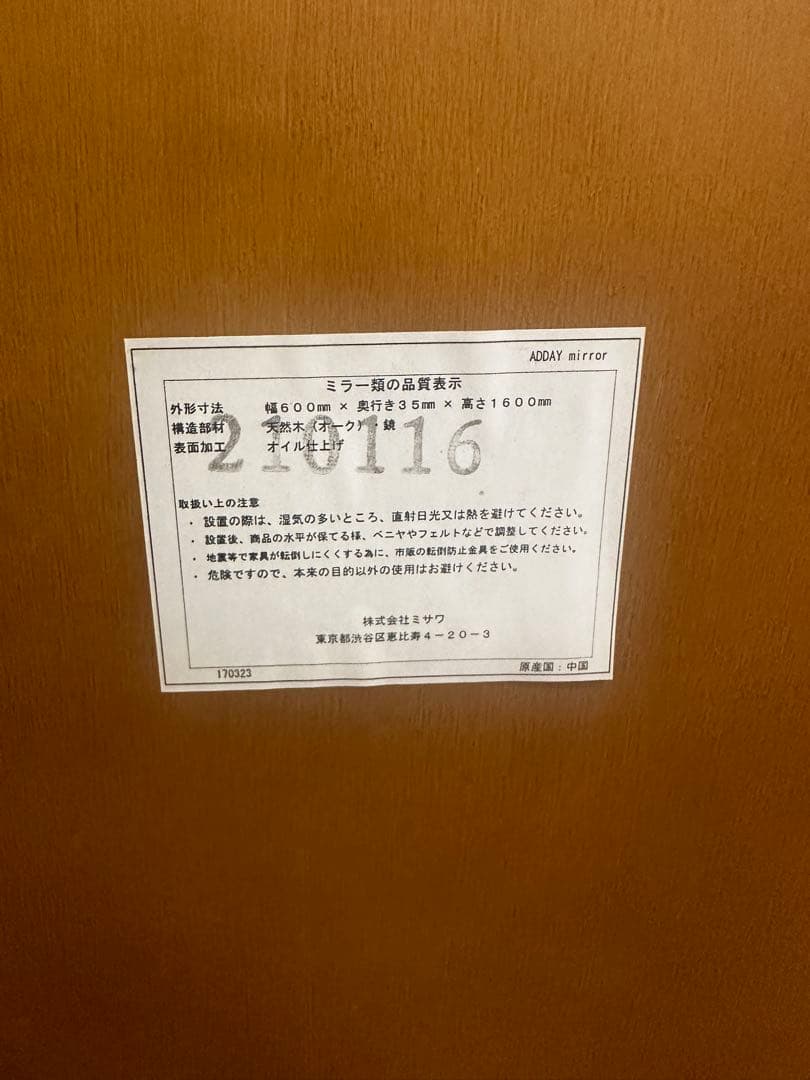 ADDAY mirror
ミラー類の品質表示
外形寸法 幅600㎜ × 奥行き35㎜ × 高さ1600㎜
構造部材 天然木(オーク)・鏡
表面加工 オイル仕上げ
210116
取扱い上の注意
・ 設置の際は、湿気の多いところ、直射日光又は熱を避けてください。
・ 設置後、商品の水平が保てる様、ベニヤやフェルトなどで調整してください。
・ 地震等で家具が転倒しにくくする為に、市販の転倒防止金具をご使用ください。
・ 危険ですので、本来の目的以外の使用はお避けください。
株式会社ミサワ
東京都渋谷区恵比寿4-20-3
170323 原産国:中国